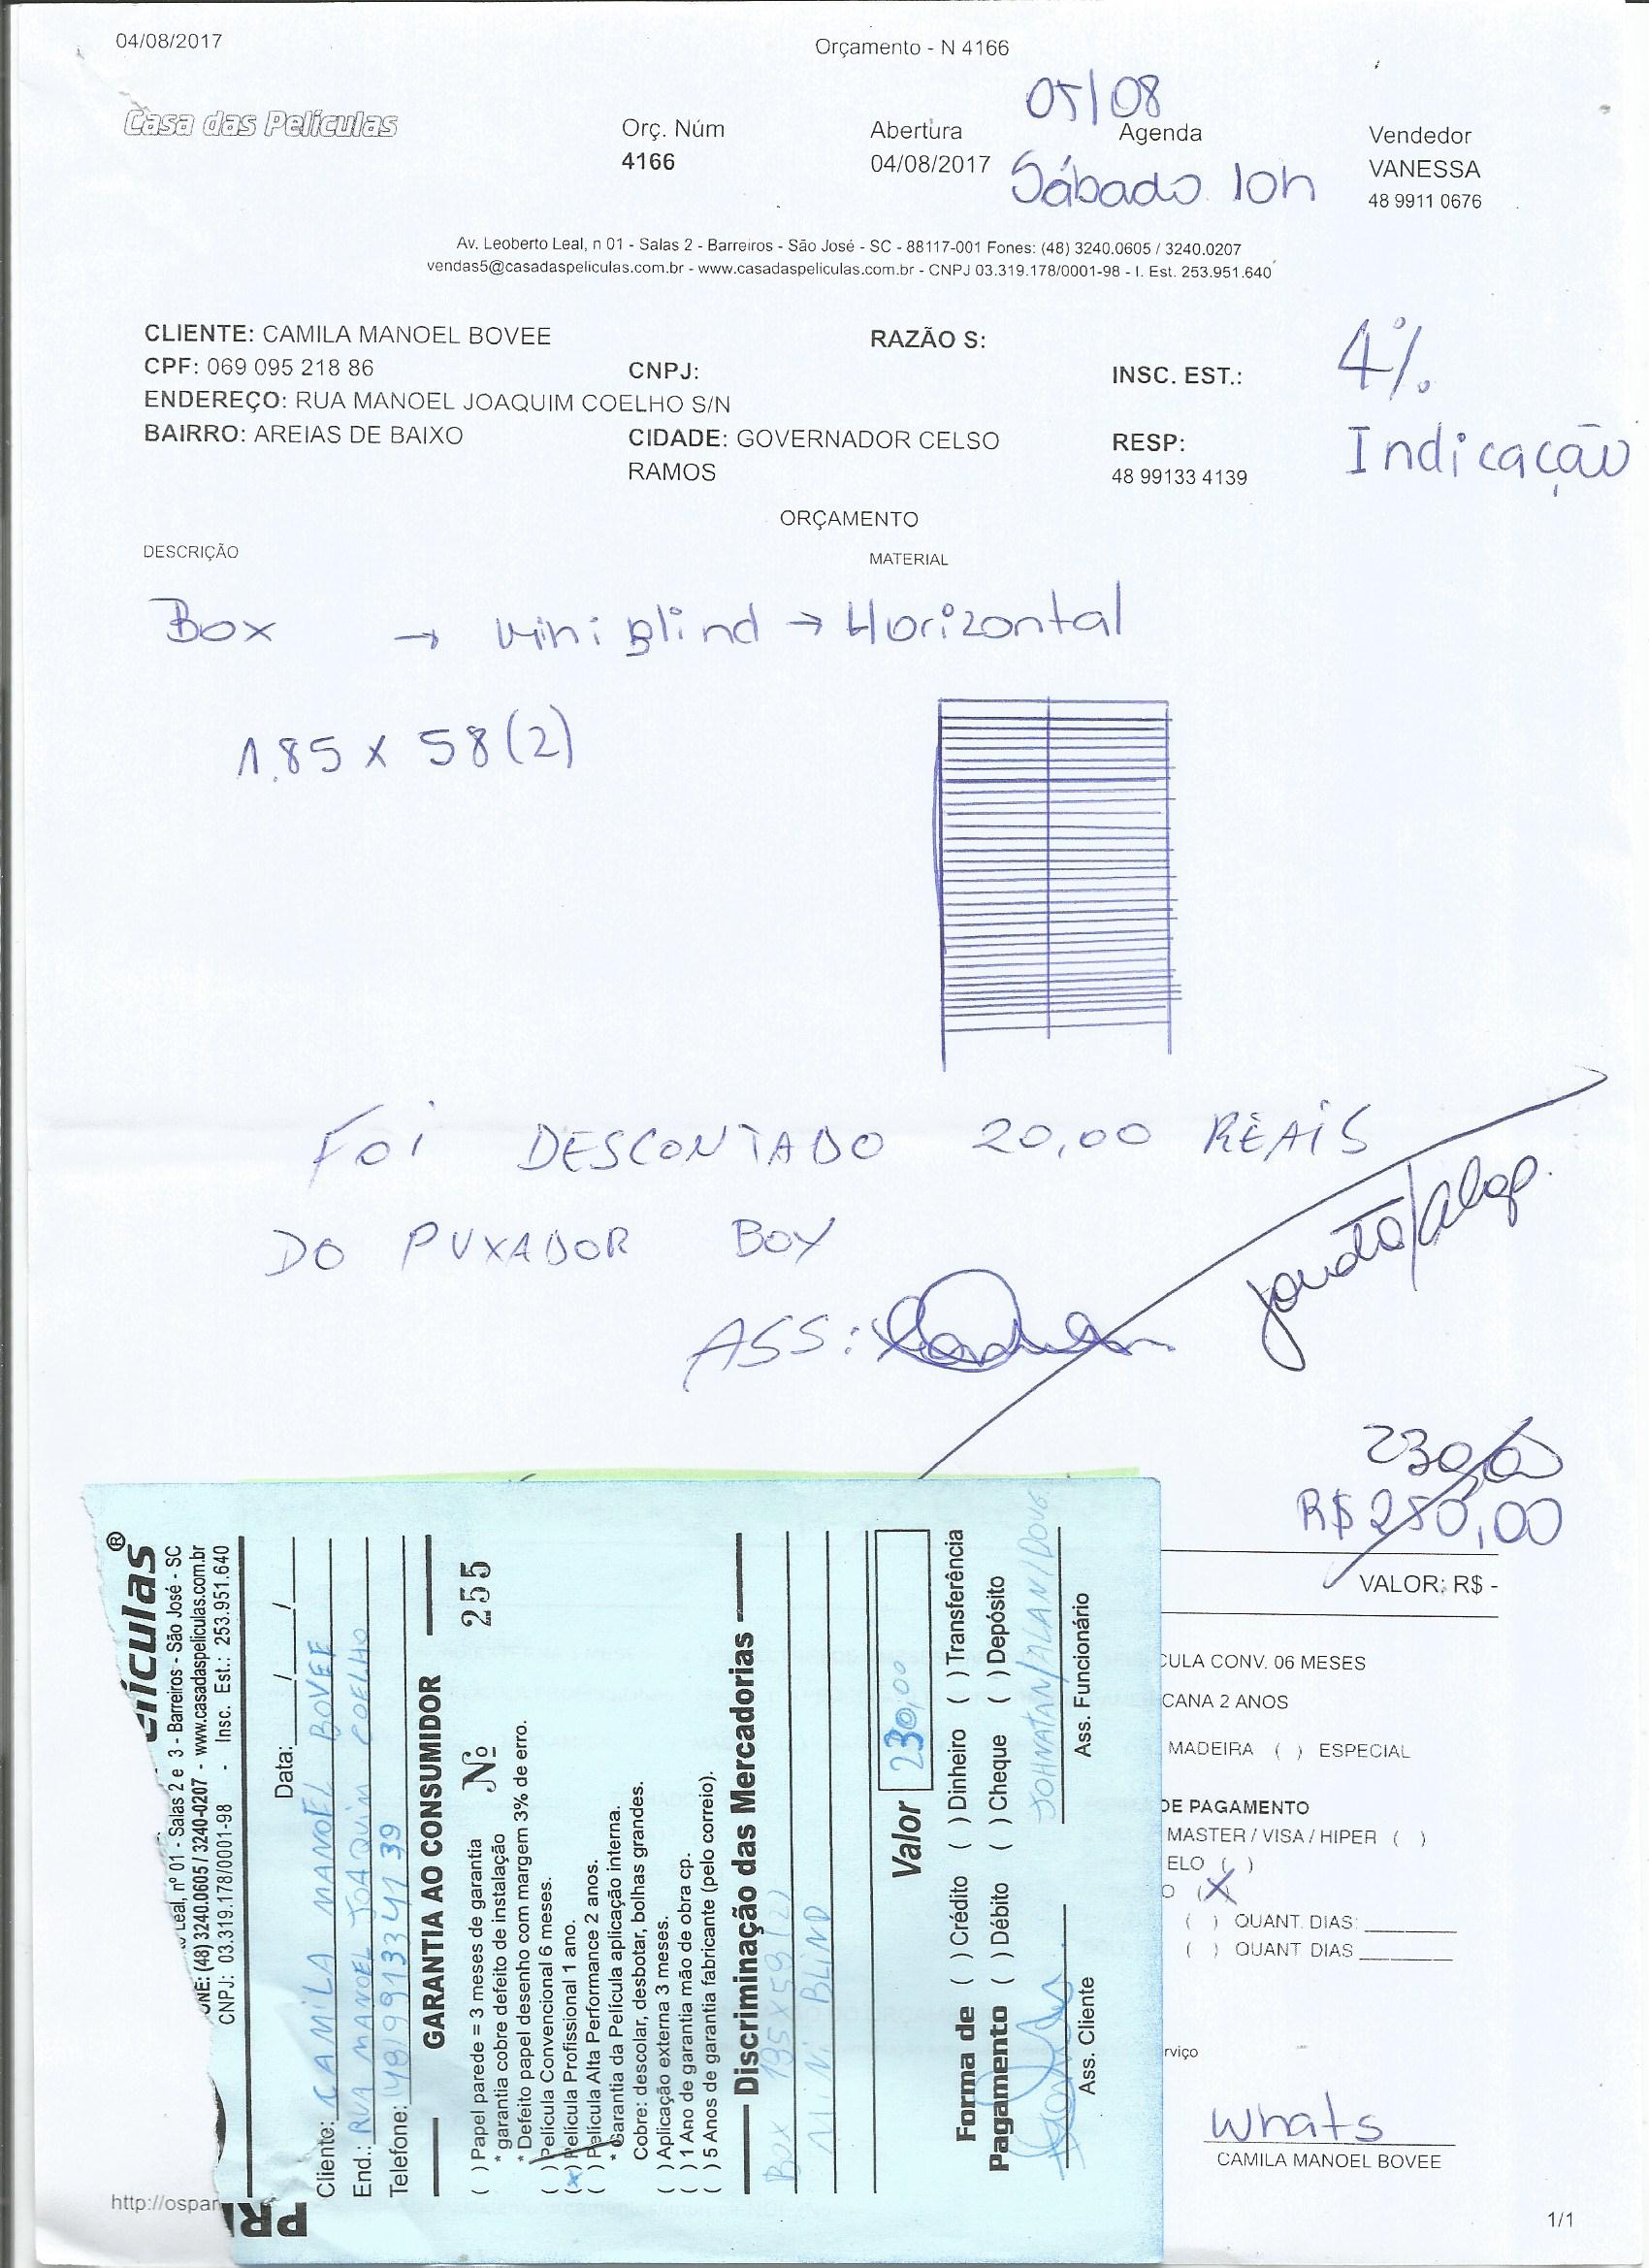 04/08/2017
Orçamento - N 4166
Casa das Películas
Orç. Núm
4166
Abertura
04/08/2017
05/08
Agenda
Sábado 10h
Vendedor
VANESSA
48 9911 0676
Av. Leoberto Leal, n 01 - Salas 2 - Barreiros - São José - SC - 88117-001 Fones: (48) 3240.0605 / 3240.0207
vendas5@casadaspeliculas.com.br - www.casadaspeliculas.com.br - CNPJ 03.319.178/0001-98 - I. Est. 253.951.640
CLIENTE: CAMILA MANOEL BOVEE
RAZÃO S:
CPF: 069 095 218 86
CNPJ:
INSC. EST.:
ENDEREÇO: RUA MANOEL JOAQUIM COELHO S/N
BAIRRO: AREIAS DE BAIXO
CIDADE: GOVERNADOR CELSO
RAMOS
RESP:
48 99133 4139
4%
Indicação
ORÇAMENTO
DESCRIÇÃO
MATERIAL
Box → Mini Blind → Horizontal
1.85 x 58 (2)
FOI DESCONTADO 20,00 REAIS
DO PUXADOR BOX
ASS:
230,00
R$ 250,00
VALOR: R$ -
CULA CONV. 06 MESES
CANA 2 ANOS
MADEIRA ( ) ESPECIAL
DE PAGAMENTO
MASTER / VISA / HIPER ( )
ELO ( )
O (X)
( ) QUANT. DIAS:
( ) QUANT DIAS
rviço
Whats
CAMILA MANOEL BOVEE
http://ospar
1/1
elículas®
Leal, nº 01 - Salas 2 e 3 - Barreiros - São José - SC
ONE: (48) 3240.0605 / 3240-0207 - www.casadaspeliculas.com.br
CNPJ: 03.319.178/0001-98 - Insc. Est.: 253.951.640
PRI
Data: / /
Cliente: CAMILA MANOEL BOVEE
End.: RUA MANOEL JOAQUIN COELHO
Telefone: (48) 991334139
GARANTIA AO CONSUMIDOR
Nº 255
( ) Papel parede = 3 meses de garantia
* garantia cobre defeito de instalação
* Defeito papel desenho com margem 3% de erro.
( ) Película Convencional 6 meses.
(x) Película Profissional 1 ano.
( ) Película Alta Performance 2 anos.
* Garantia da Película aplicação interna.
Cobre: descolar, desbotar, bolhas grandes.
( ) Aplicação externa 3 meses.
( ) 1 Ano de garantia mão de obra cp.
( ) 5 Anos de garantia fabricante (pelo correio).
Discriminação das Mercadorias
BOX 185 X 59 (2)
MINI BLIND
Valor 230,00
Forma de Pagamento
( ) Crédito ( ) Dinheiro ( ) Transferência
( ) Débito ( ) Cheque ( ) Depósito
JOHNATAN/ALAN/DOUG
Ass. Cliente
Ass. Funcionário